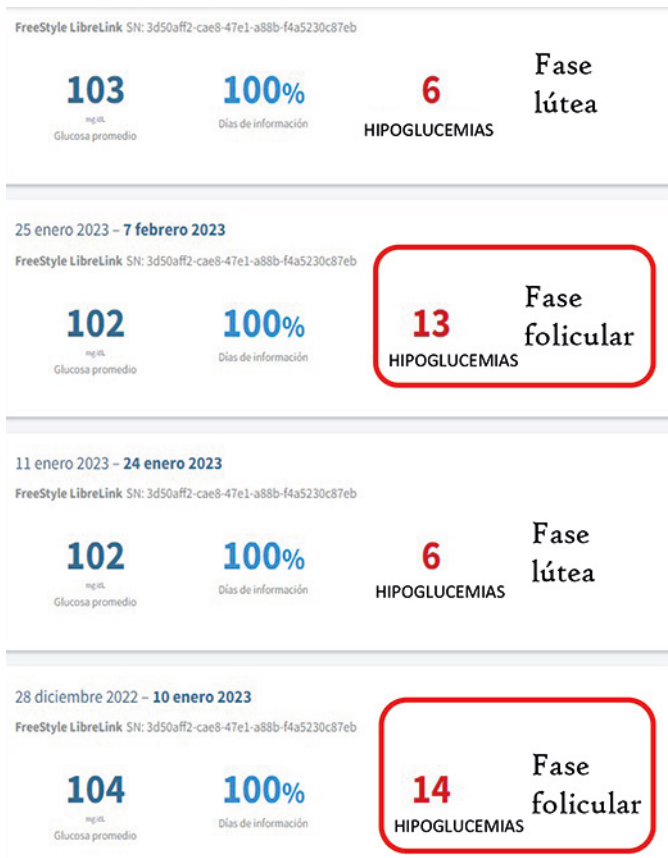 FreeStyle LibreLink SN: 3d50aff2-cae8-47e1-a88b-f4a5230c87eb
103 100% 6 Fase
lútea
mg/dL
Glucosa promedio Días de información HIPOGLUCEMIAS
25 enero 2023 – 7 febrero 2023
FreeStyle LibreLink SN: 3d50aff2-cae8-47e1-a88b-f4a5230c87eb
102 100% 13 Fase
folicular
mg/dL
Glucosa promedio Días de información HIPOGLUCEMIAS
11 enero 2023 – 24 enero 2023
FreeStyle LibreLink SN: 3d50aff2-cae8-47e1-a88b-f4a5230c87eb
102 100% 6 Fase
lútea
mg/dL
Glucosa promedio Días de información HIPOGLUCEMIAS
28 diciembre 2022 – 10 enero 2023
FreeStyle LibreLink SN: 3d50aff2-cae8-47e1-a88b-f4a5230c87eb
104 100% 14 Fase
folicular
mg/dL
Glucosa promedio Días de información HIPOGLUCEMIAS